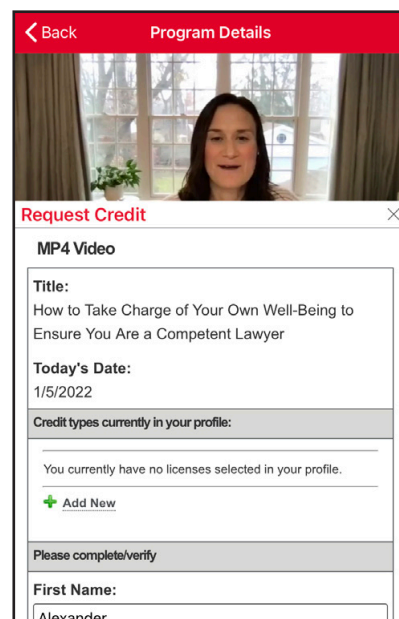 Back
Program Details
Request Credit
MP4 Video
Title:
How to Take Charge of Your Own Well-Being to
Ensure You Are a Competent Lawyer
Today's Date:
1/5/2022
Credit types currently in your profile:
You currently have no licenses selected in your profile.
Add New
Please complete/verify
First Name:
Alexander